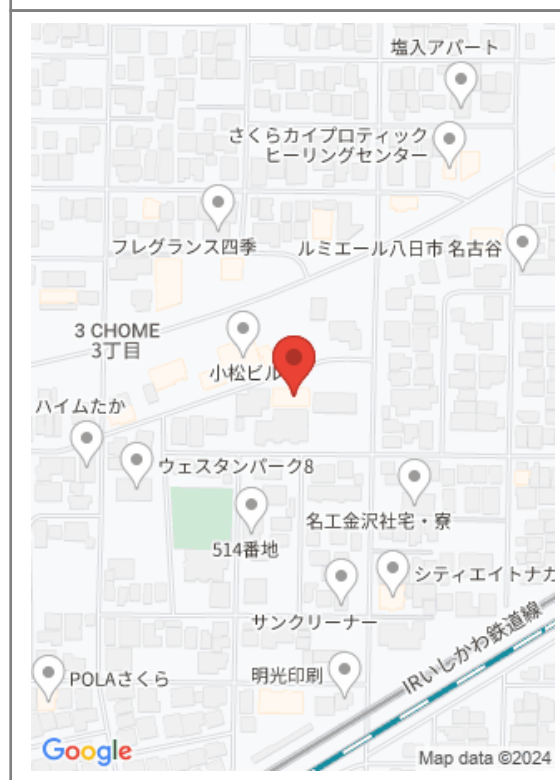 塩入アパート
さくらカイプロティック
ヒーリングセンター
フレグランス四季
ルミエール八日市 名古谷
3 CHOME
3丁目
小松ビル
ハイムたか
ウェスタンパーク8
名工金沢社宅・寮
514番地
シティエイトナカ
サンクリーナー
IRいしかわ鉄道線
POLAさくら
明光印刷
Google
Map data ©2024